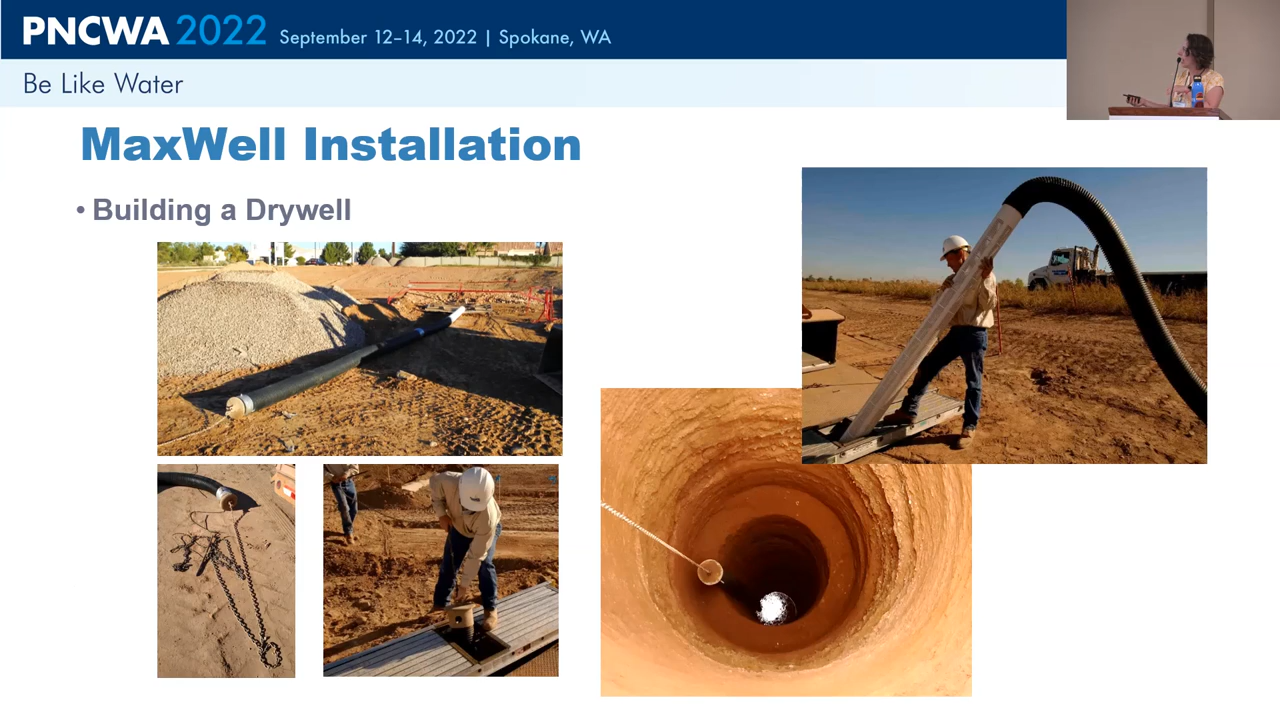 PNCWA 2022 September 12–14, 2022 | Spokane, WA
Be Like Water
MaxWell Installation
• Building a Drywell